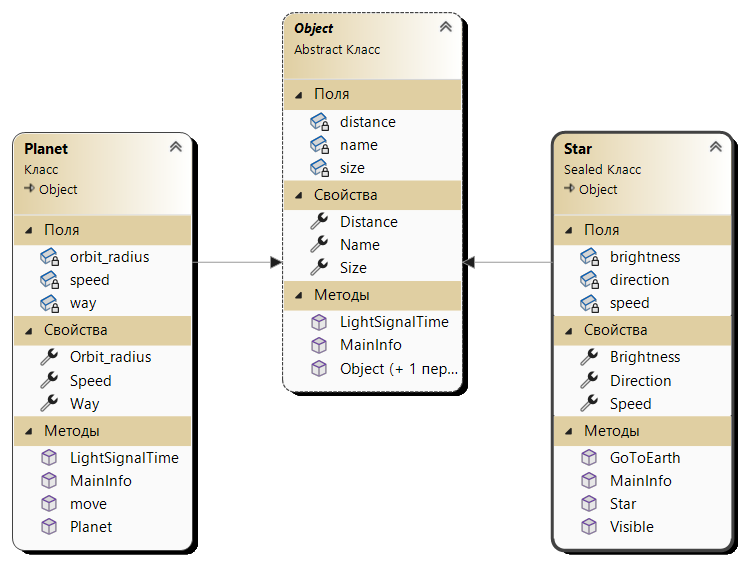 Planet
Класс
Object
Поля
orbit_radius
speed
way
Свойства
Orbit_radius
Speed
Way
Методы
LightSignalTime
MainInfo
move
Planet
Object
Abstract Класс
Поля
distance
name
size
Свойства
Distance
Name
Size
Методы
LightSignalTime
MainInfo
Object (+ 1 пер...
Star
Sealed Класс
Object
Поля
brightness
direction
speed
Свойства
Brightness
Direction
Speed
Методы
GoToEarth
MainInfo
Star
Visible